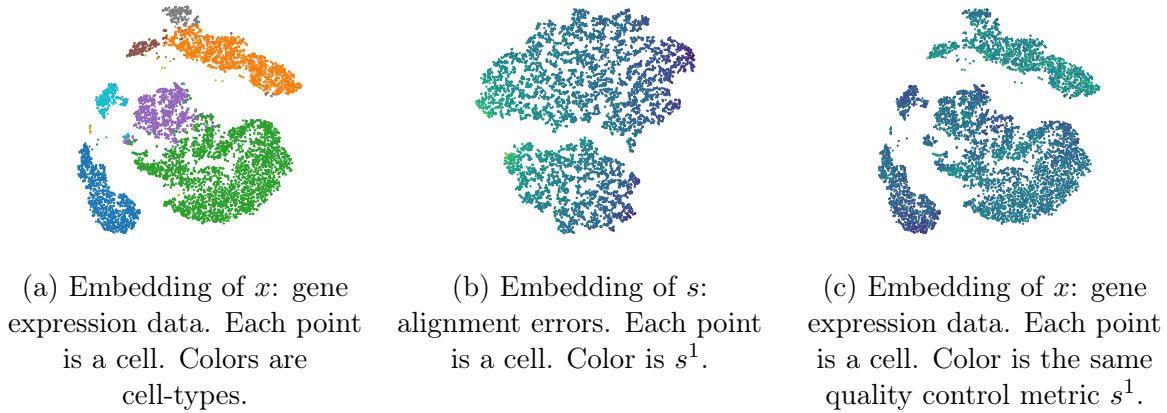 (a) Embedding of x: gene
expression data. Each point
is a cell. Colors are
cell-types.
(b) Embedding of s:
alignment errors. Each point
is a cell. Color is s¹.
(c) Embedding of x: gene
expression data. Each point
is a cell. Color is the same
quality control metric s¹.